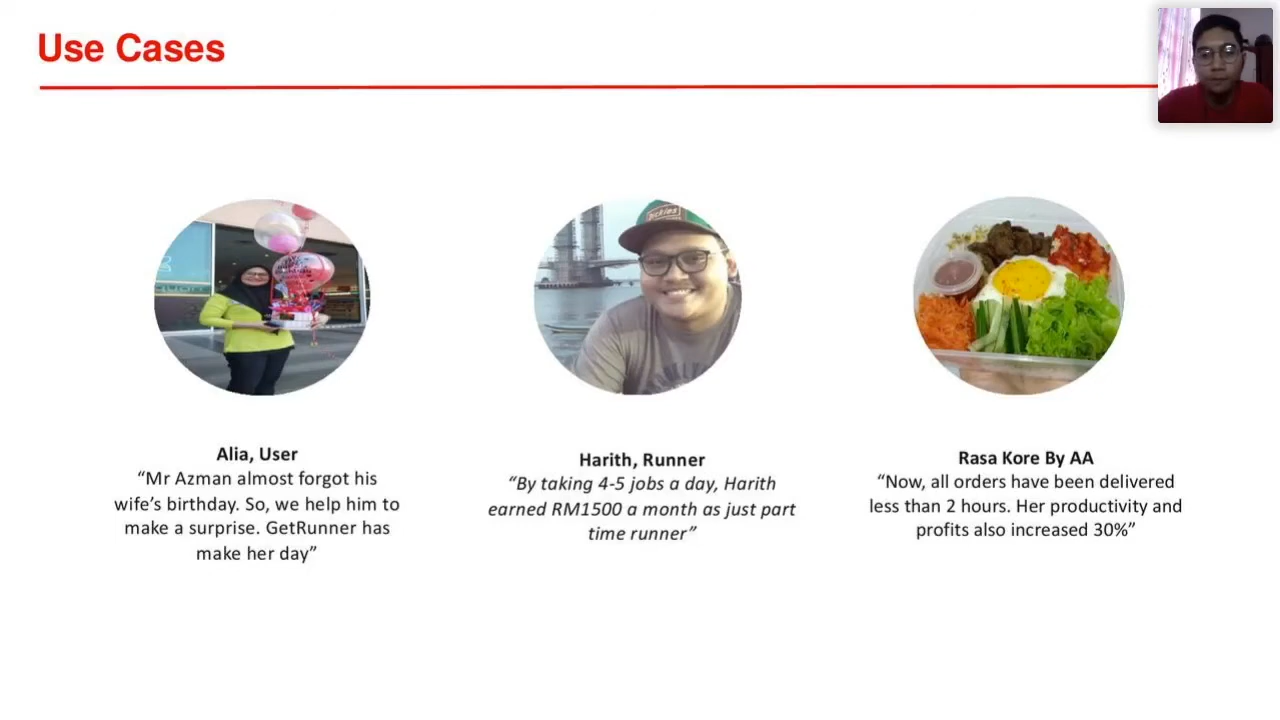 Use Cases
Alia, User
“Mr Azman almost forgot his
wife’s birthday. So, we help him to
make a surprise. GetRunner has
make her day”
Harith, Runner
“By taking 4-5 jobs a day, Harith
earned RM1500 a month as just part
time runner”
Rasa Kore By AA
“Now, all orders have been delivered
less than 2 hours. Her productivity and
profits also increased 30%”